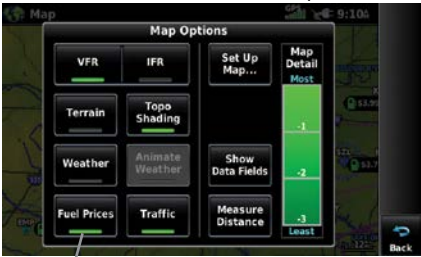 Map
GPS
9:10
Map Options
VFR
IFR
Set Up
Map...
Map
Detail
Most
Terrain
Topo
Shading
-1
Weather
Animate
Weather
Show
Data Fields
-2
Fuel Prices
Traffic
Measure
Distance
-3
Least
Back